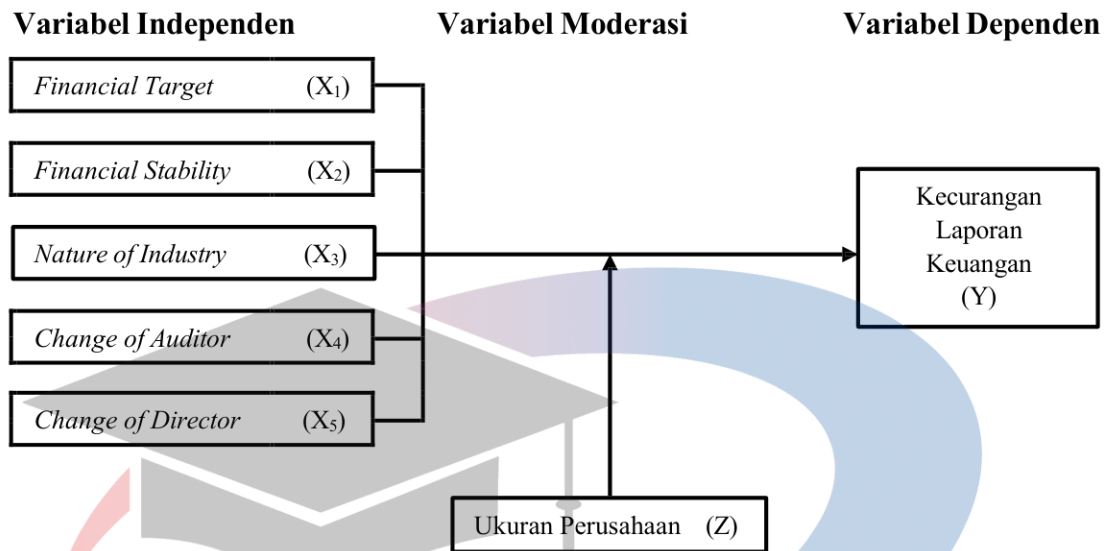 Variabel Independen Variabel Moderasi Variabel Dependen
Financial Target (X₁)
Financial Stability (X₂)
Nature of Industry (X₃)
Change of Auditor (X₄)
Change of Director (X₅)
Kecurangan
Laporan
Keuangan
(Y)
Ukuran Perusahaan (Z)